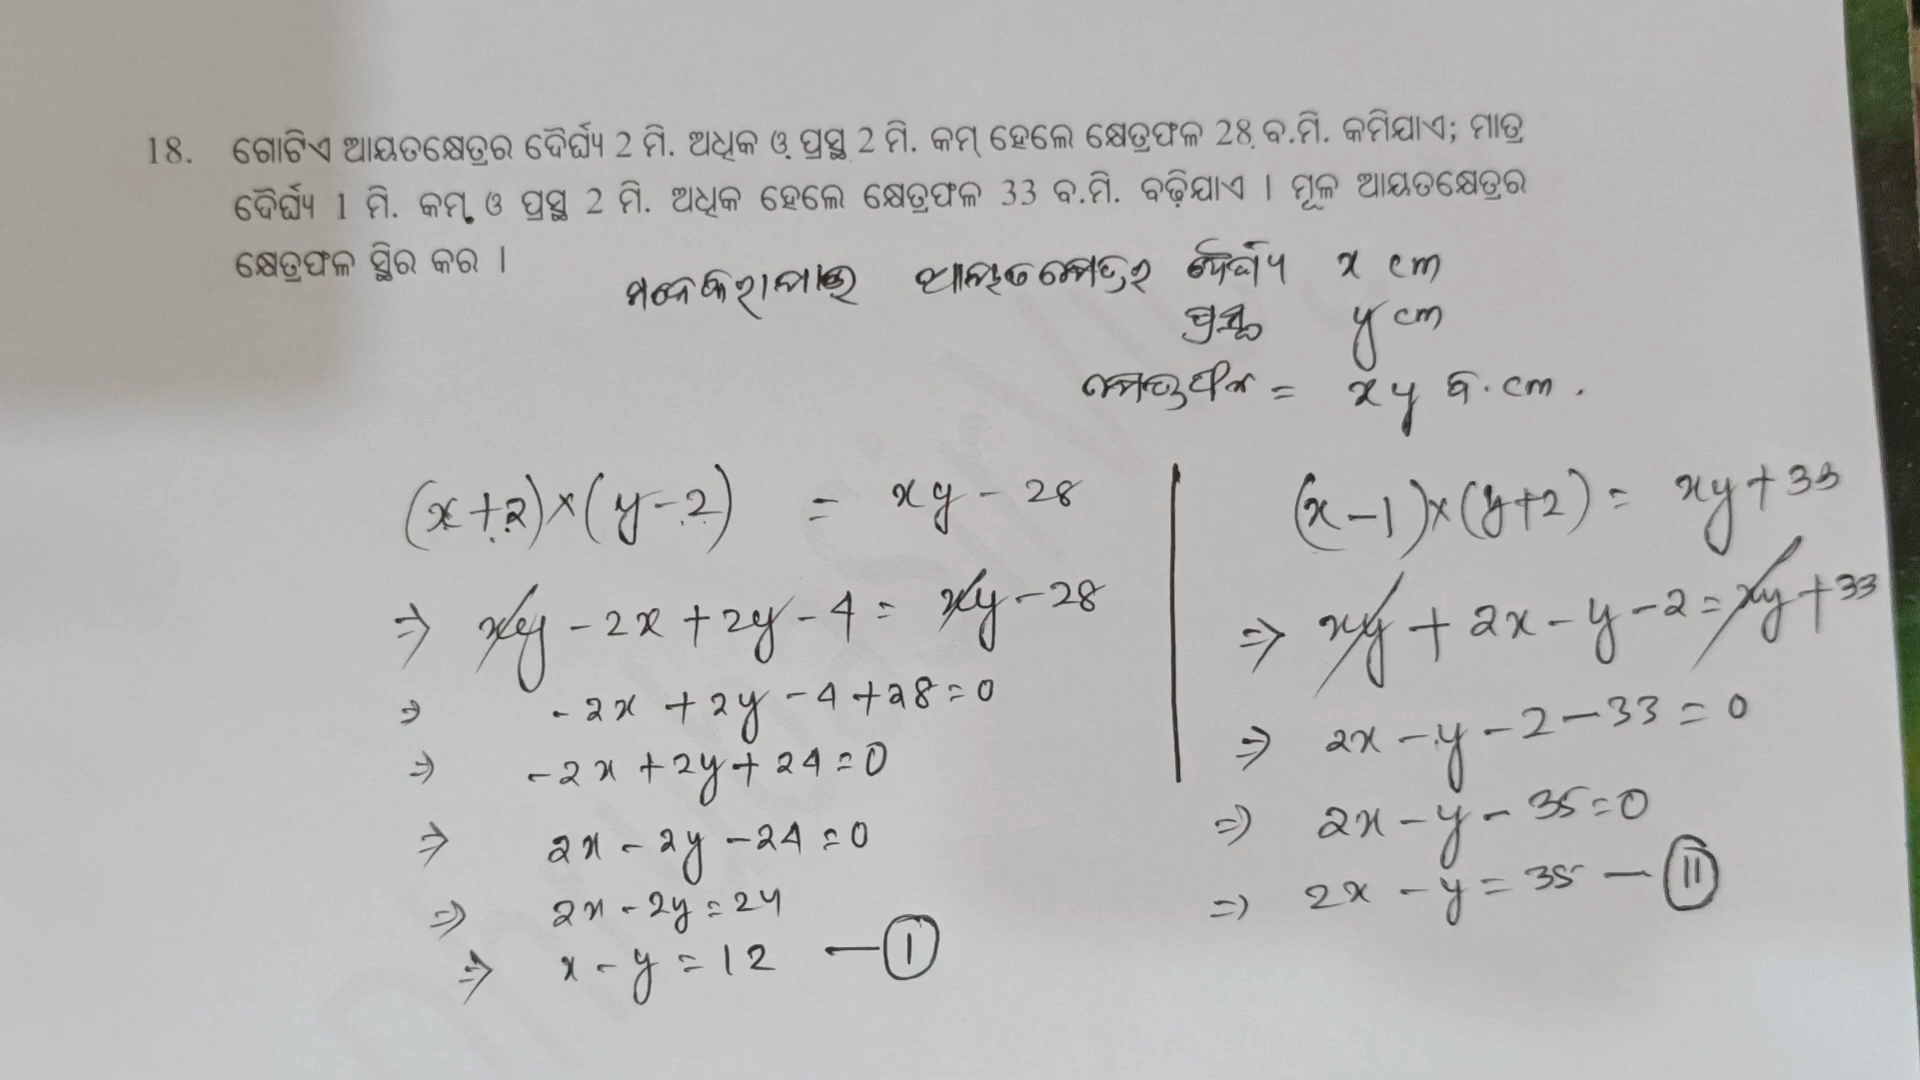 18. ଗୋଟିଏ ଆୟତକ୍ଷେତ୍ରର ଦୈର୍ଘ୍ୟ 2 ମି. ଅଧିକ ଓ ପ୍ରସ୍ଥ 2 ମି. କମ୍ ହେଲେ କ୍ଷେତ୍ରଫଳ 28 ବ.ମି. କମିଯାଏ; ମାତ୍ର
ଦୈର୍ଘ୍ୟ 1 ମି. କମ୍ ଓ ପ୍ରସ୍ଥ 2 ମି. ଅଧିକ ହେଲେ କ୍ଷେତ୍ରଫଳ 33 ବ.ମି. ବଢ଼ିଯାଏ । ମୂଳ ଆୟତକ୍ଷେତ୍ରର
କ୍ଷେତ୍ରଫଳ ସ୍ଥିର କର ।
ମନେକରାଯାଉ ଆୟତକ୍ଷେତ୍ରର ଦୈର୍ଘ୍ୟ x cm
ପ୍ରସ୍ଥ y cm
କ୍ଷେତ୍ରଫଳ = xy ବ.cm.
(x+2)×(y-2) = xy - 28
⇒ xy - 2x + 2y - 4 = xy - 28
⇒ -2x + 2y - 4 + 28 = 0
⇒ -2x + 2y + 24 = 0
⇒ 2x - 2y - 24 = 0
⇒ 2x - 2y = 24
⇒ x - y = 12 — I
(x-1)×(y+2) = xy + 33
⇒ xy + 2x - y - 2 = xy + 33
⇒ 2x - y - 2 - 33 = 0
⇒ 2x - y - 35 = 0
⇒ 2x - y = 35 — II